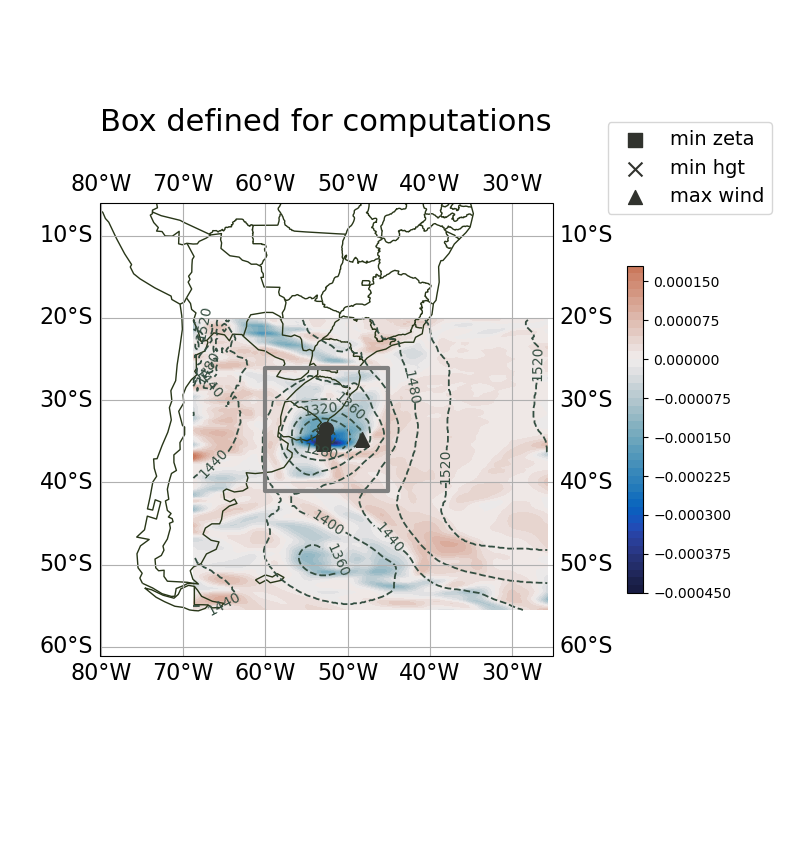 Box defined for computations
min zeta
min hgt
max wind
80°W 70°W 60°W 50°W 40°W 30°W
10°S 10°S
20°S 20°S
30°S 30°S
40°S 40°S
50°S 50°S
60°S 60°S
80°W 70°W 60°W 50°W 40°W 30°W
0.000150
0.000075
0.000000
−0.000075
−0.000150
−0.000225
−0.000300
−0.000375
−0.000450
1520
1520
1480
1360
1320
1280
1440
1520
1400
1440
1360
1440